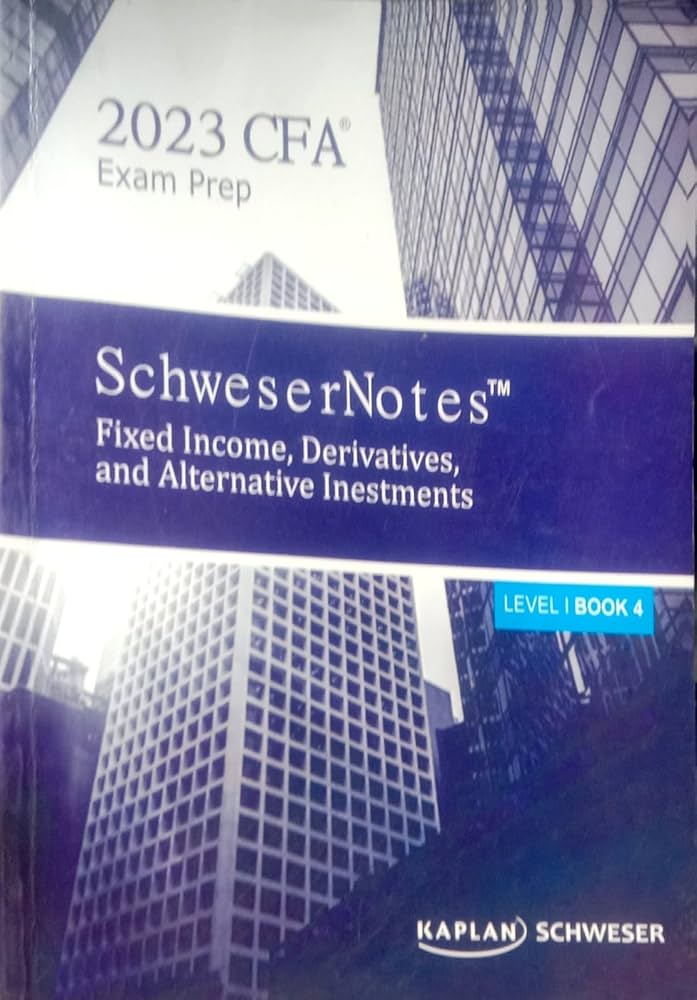 2023 CFA®
Exam Prep
SchweserNotes™
Fixed Income, Derivatives,
and Alternative Inestments
LEVEL I BOOK 4
KAPLAN SCHWESER